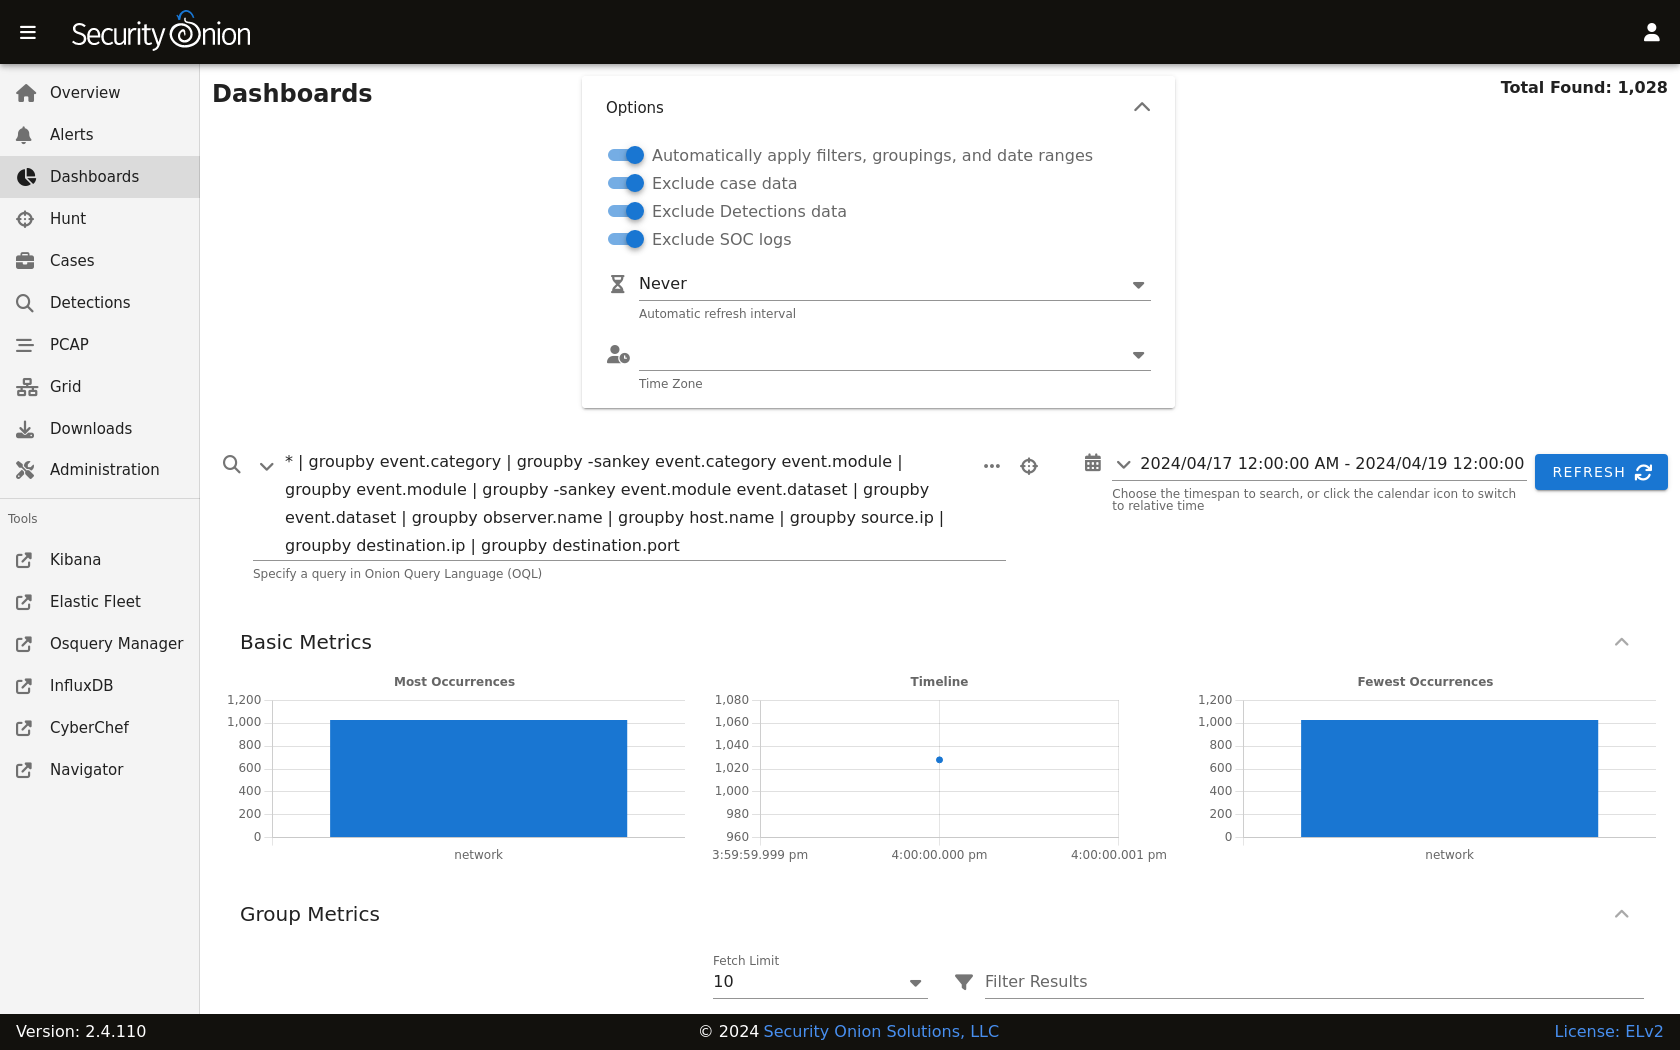 Security Onion
Overview
Alerts
Dashboards
Hunt
Cases
Detections
PCAP
Grid
Downloads
Administration
Tools
Kibana
Elastic Fleet
Osquery Manager
InfluxDB
CyberChef
Navigator
Dashboards
Options
Automatically apply filters, groupings, and date ranges
Exclude case data
Exclude Detections data
Exclude SOC logs
Never
Automatic refresh interval
Time Zone
Total Found: 1,028
* | groupby event.category | groupby -sankey event.category event.module |
groupby event.module | groupby -sankey event.module event.dataset | groupby
event.dataset | groupby observer.name | groupby host.name | groupby source.ip |
groupby destination.ip | groupby destination.port
Specify a query in Onion Query Language (OQL)
2024/04/17 12:00:00 AM - 2024/04/19 12:00:00
Choose the timespan to search, or click the calendar icon to switch
to relative time
REFRESH
Basic Metrics
Most Occurrences
1,200
1,000
800
600
400
200
0
network
Timeline
1,080
1,060
1,040
1,020
1,000
980
960
3:59:59.999 pm
4:00:00.000 pm
4:00:00.001 pm
Fewest Occurrences
1,200
1,000
800
600
400
200
0
network
Group Metrics
Fetch Limit
10
Filter Results
Version: 2.4.110
© 2024 Security Onion Solutions, LLC
License: ELv2